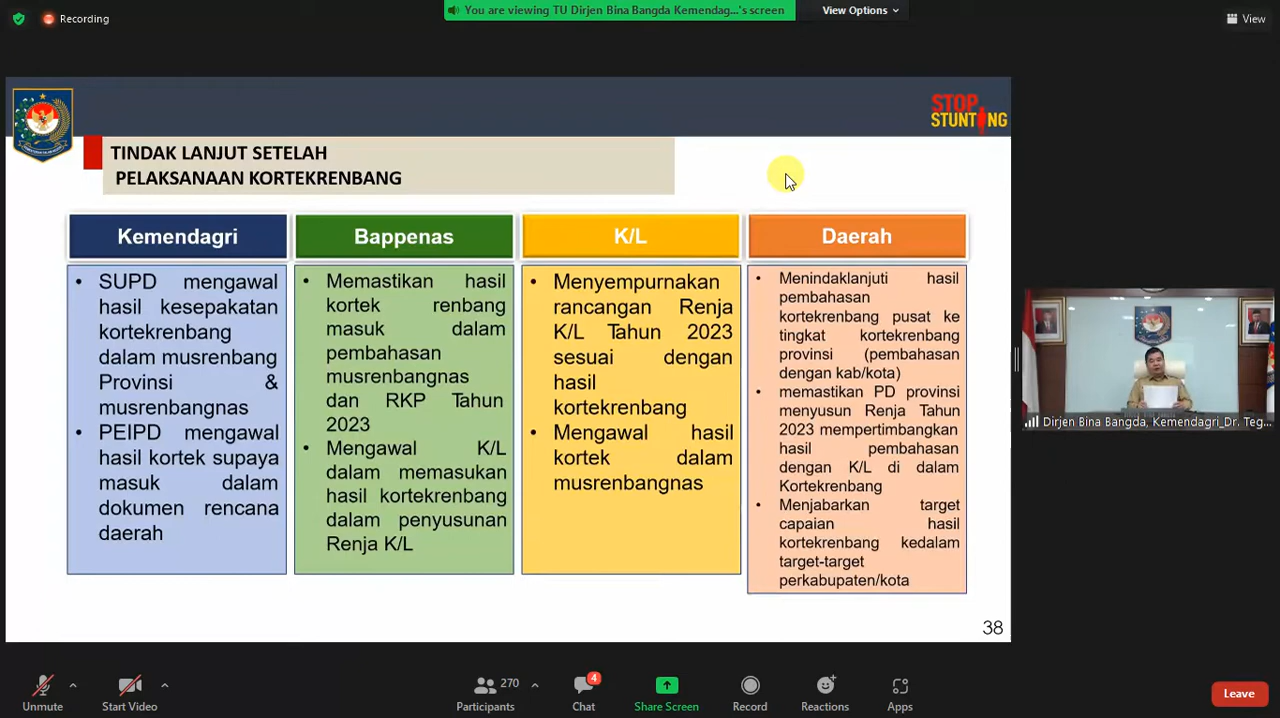 Recording
You are viewing TU Dirjen Bina Bangda Kemendag...'s screen
View Options
View
STOP
STUNTING
TINDAK LANJUT SETELAH
PELAKSANAAN KORTEKRENBANG
Kemendagri
• SUPD mengawal
hasil kesepakatan
kortekrenbang
dalam musrenbang
Provinsi &
musrenbangnas
• PEIPD mengawal
hasil kortek supaya
masuk dalam
dokumen rencana
daerah
Bappenas
• Memastikan hasil
kortek renbang
masuk dalam
pembahasan
musrenbangnas
dan RKP Tahun
2023
• Mengawal K/L
dalam memasukan
hasil kortekrenbang
dalam penyusunan
Renja K/L
K/L
• Menyempurnakan
rancangan Renja
K/L Tahun 2023
sesuai dengan
hasil
kortekrenbang
• Mengawal hasil
kortek dalam
musrenbangnas
Daerah
• Menindaklanjuti hasil
pembahasan
kortekrenbang pusat ke
tingkat kortekrenbang
provinsi (pembahasan
dengan kab/kota)
• memastikan PD provinsi
menyusun Renja Tahun
2023 mempertimbangkan
hasil pembahasan
dengan K/L di dalam
Kortekrenbang
• Menjabarkan target
capaian hasil
kortekrenbang kedalam
target-target
perkabupaten/kota
38
Dirjen Bina Bangda, Kemendagri_Dr. Teg...
Unmute
Start Video
270
Participants
4
Chat
Share Screen
Record
Reactions
Apps
Leave